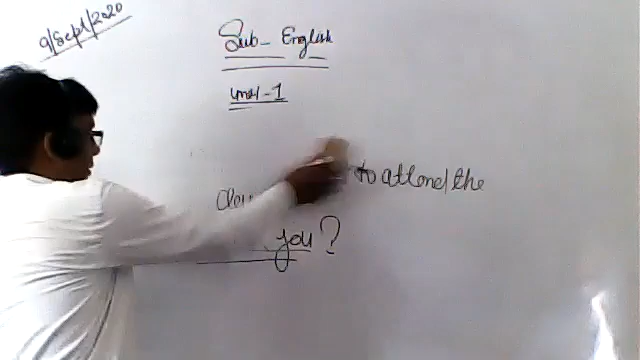 9/Sept/2020
Sub- English
Unit-1
to attend the
you?